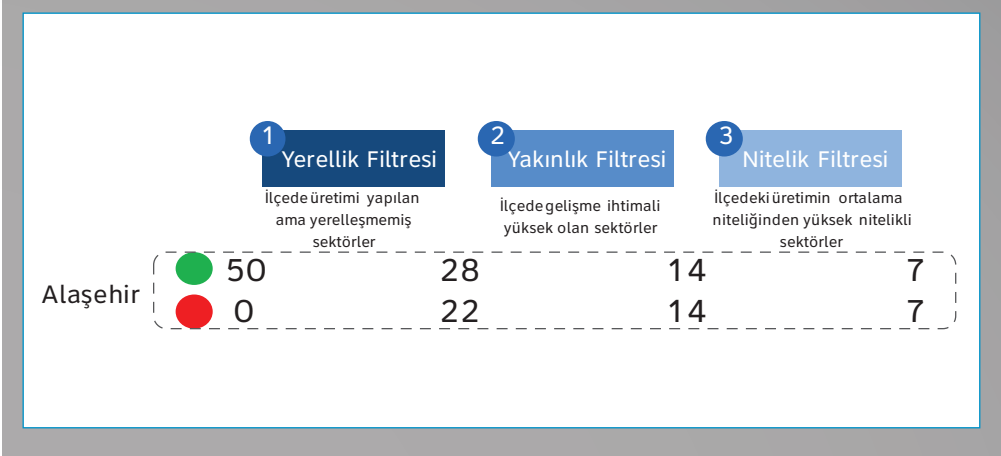 1
Yerellik Filtresi
İlçede üretimi yapılan
ama yerelleşmemiş
sektörler
2
Yakınlık Filtresi
İlçede gelişme ihtimali
yüksek olan sektörler
3
Nitelik Filtresi
İlçedeki üretimin ortalama
niteliğinden yüksek nitelikli
sektörler
Alaşehir
50 28 14 7
0 22 14 7